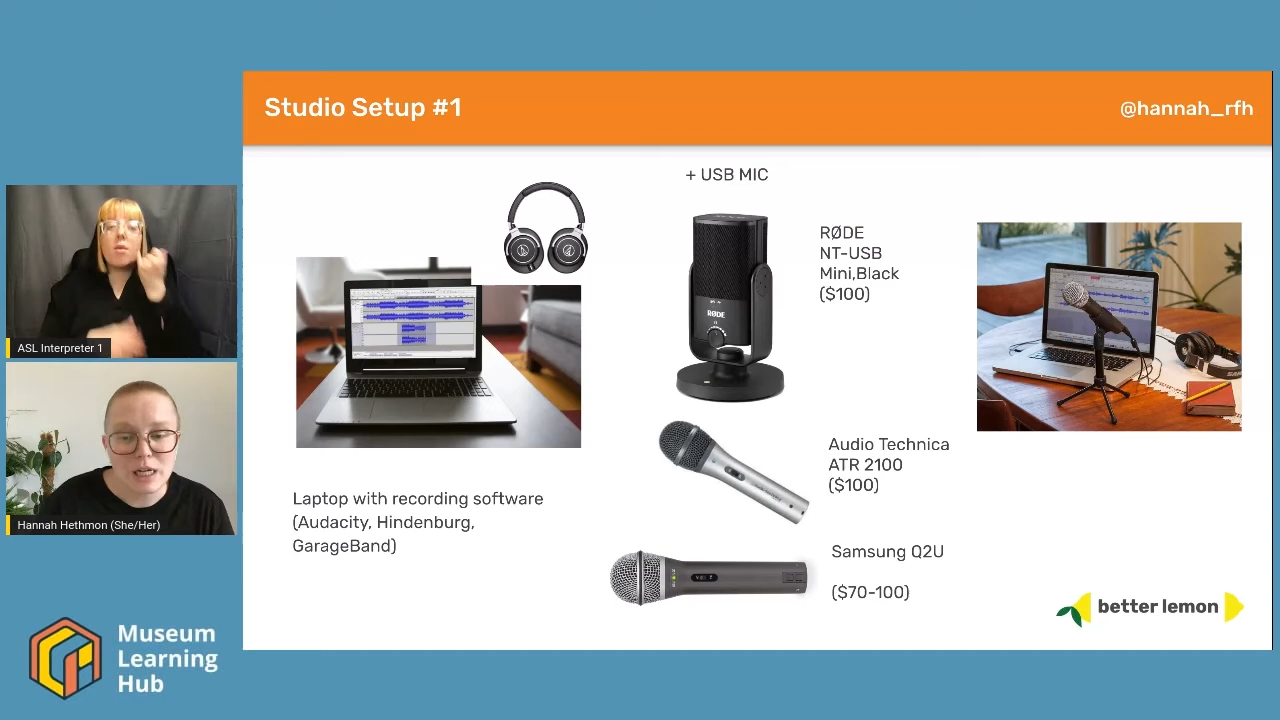 Studio Setup #1
@hannah_rfh
+ USB MIC
RØDE
NT-USB
Mini,Black
($100)
RØDE
Audio Technica
ATR 2100
($100)
Laptop with recording software
(Audacity, Hindenburg,
GarageBand)
Samsung Q2U
($70-100)
better lemon
ASL Interpreter 1
Hannah Hethmon (She/Her)
Museum
Learning
Hub